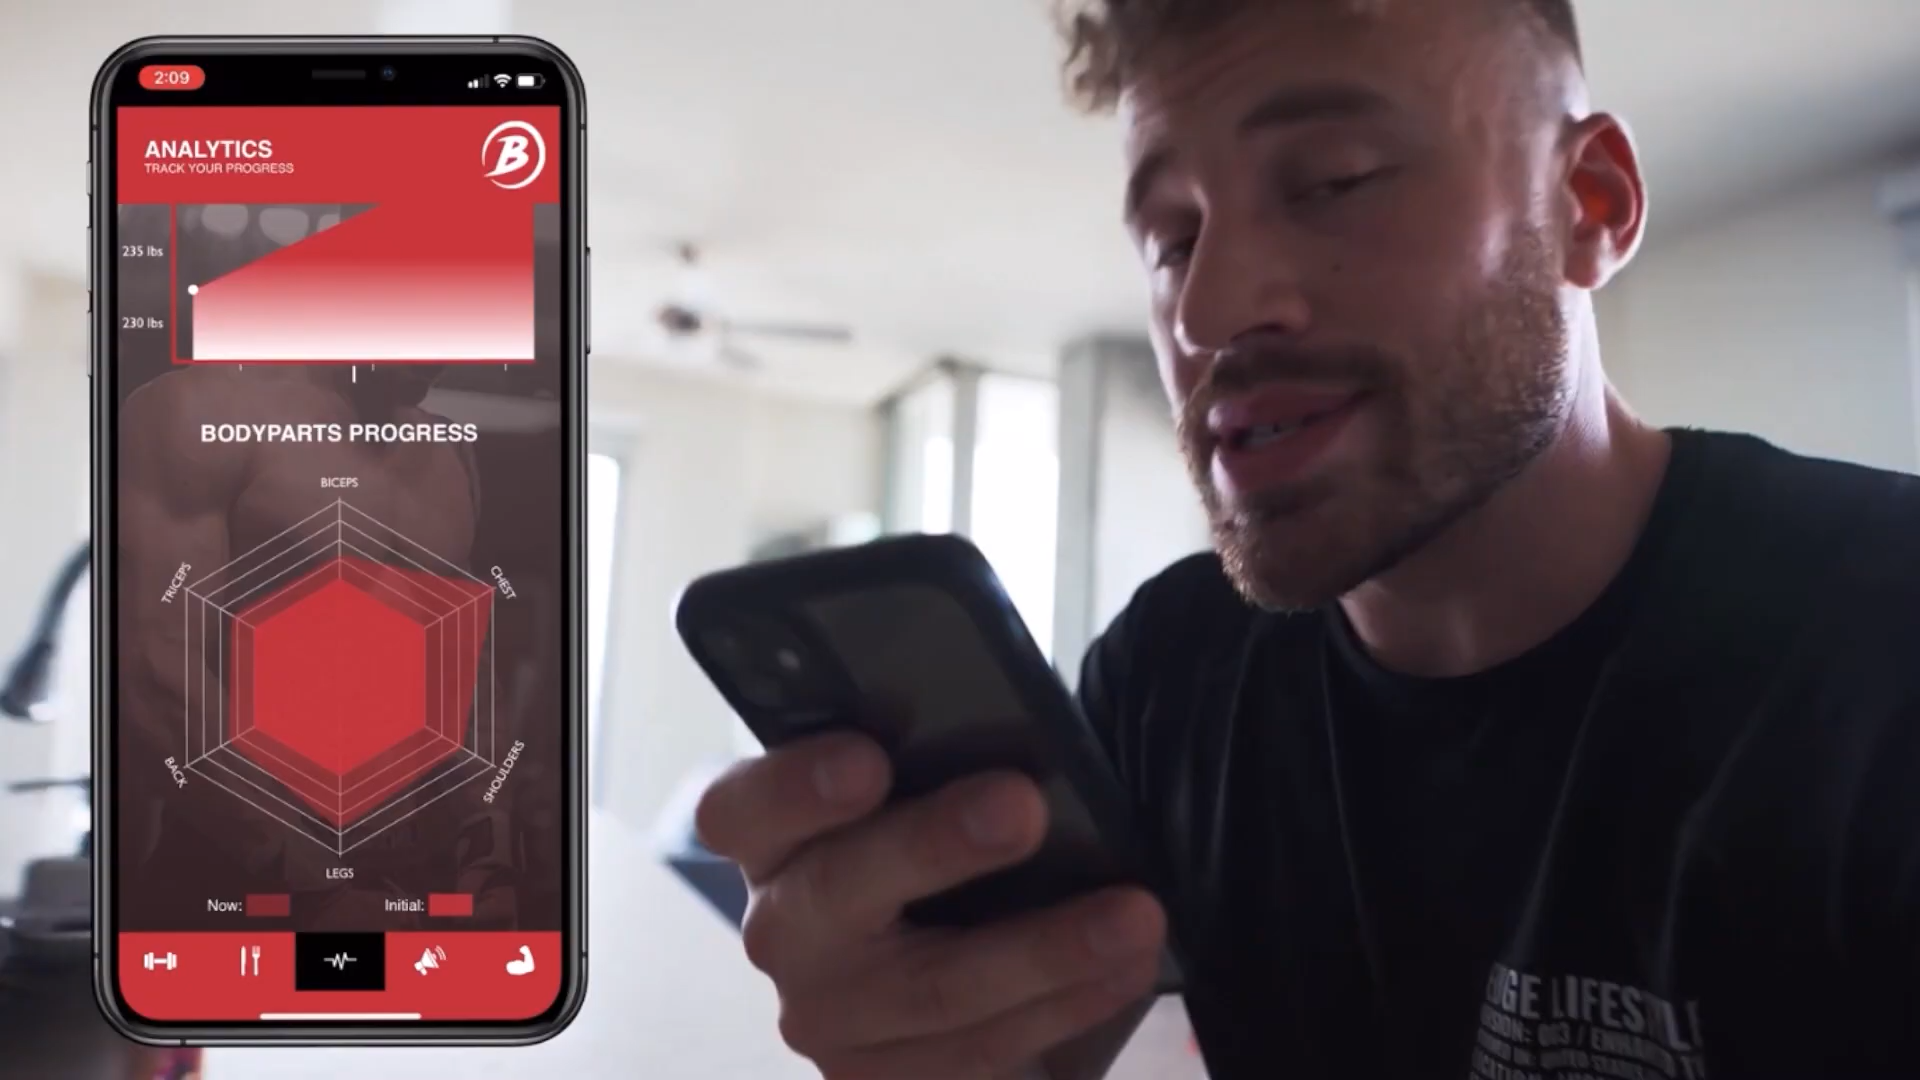 2:09
ANALYTICS
TRACK YOUR PROGRESS
B
235 lbs
230 lbs
BODYPARTS PROGRESS
BICEPS
TRICEPS
CHEST
BACK
SHOULDERS
LEGS
Now:
Initial:
LIFESTYLE